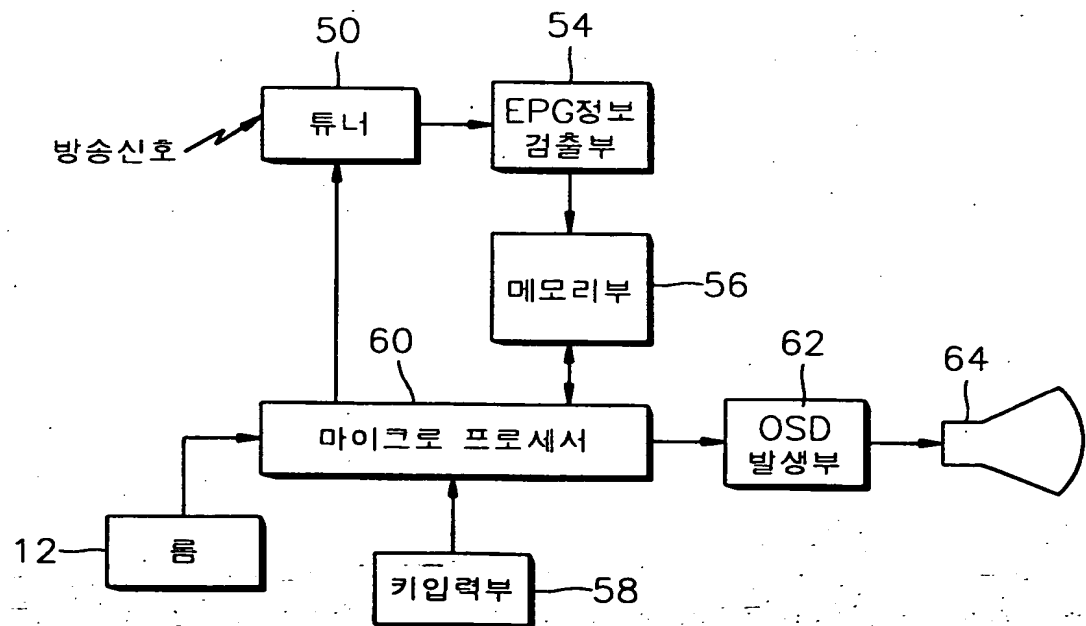 50
54
튜너
EPG정보
검출부
방송신호
메모리부
56
60
62
64
마이크로 프로세서
OSD
발생부
12
롬
키입력부
58